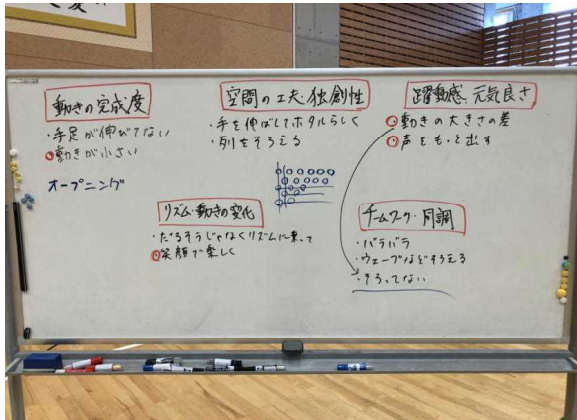 動きの完成度
・手足が伸びてない
・動きが小さい
オープニング
空間の工夫・独創性
・手を伸ばしてホタルらしく
・列をそろえる
躍動感、元気良さ
・動きの大きさの差
・声をもっと出す
リズム・動きの変化
・だるそうじゃなくリズムに乗って
・笑顔で楽しく
チームワーク・同調
・バラバラ
・ウェーブなどそろえる
・そろってない